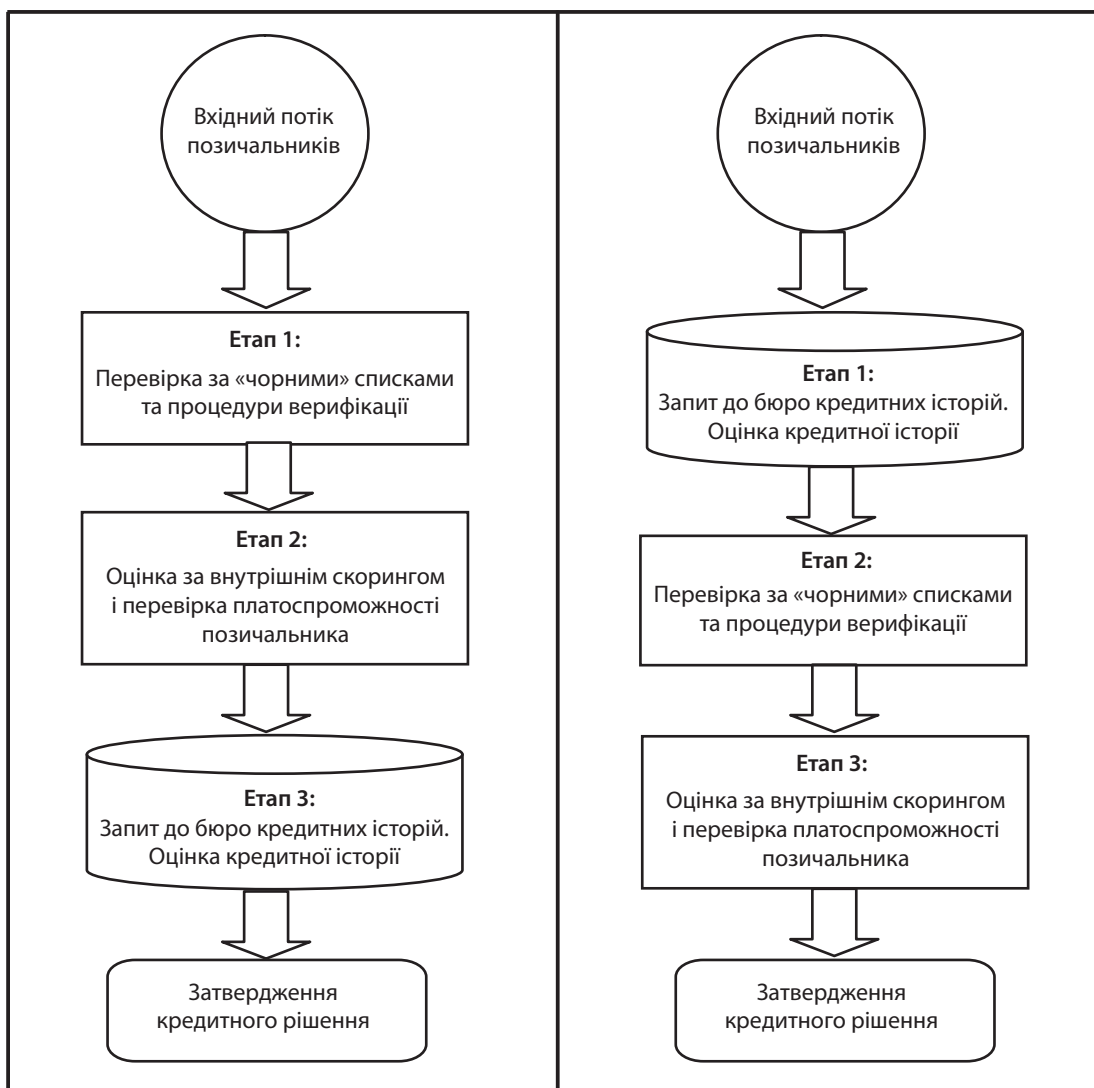 Вхідний потік
позичальників
Етап 1:
Перевірка за «чорними» списками
та процедури верифікації
Етап 2:
Оцінка за внутрішнім скорингом
і перевірка платоспроможності
позичальника
Етап 3:
Запит до бюро кредитних історій.
Оцінка кредитної історії
Затвердження
кредитного рішення
Вхідний потік
позичальників
Етап 1:
Запит до бюро кредитних історій.
Оцінка кредитної історії
Етап 2:
Перевірка за «чорними» списками
та процедури верифікації
Етап 3:
Оцінка за внутрішнім скорингом
і перевірка платоспроможності
позичальника
Затвердження
кредитного рішення